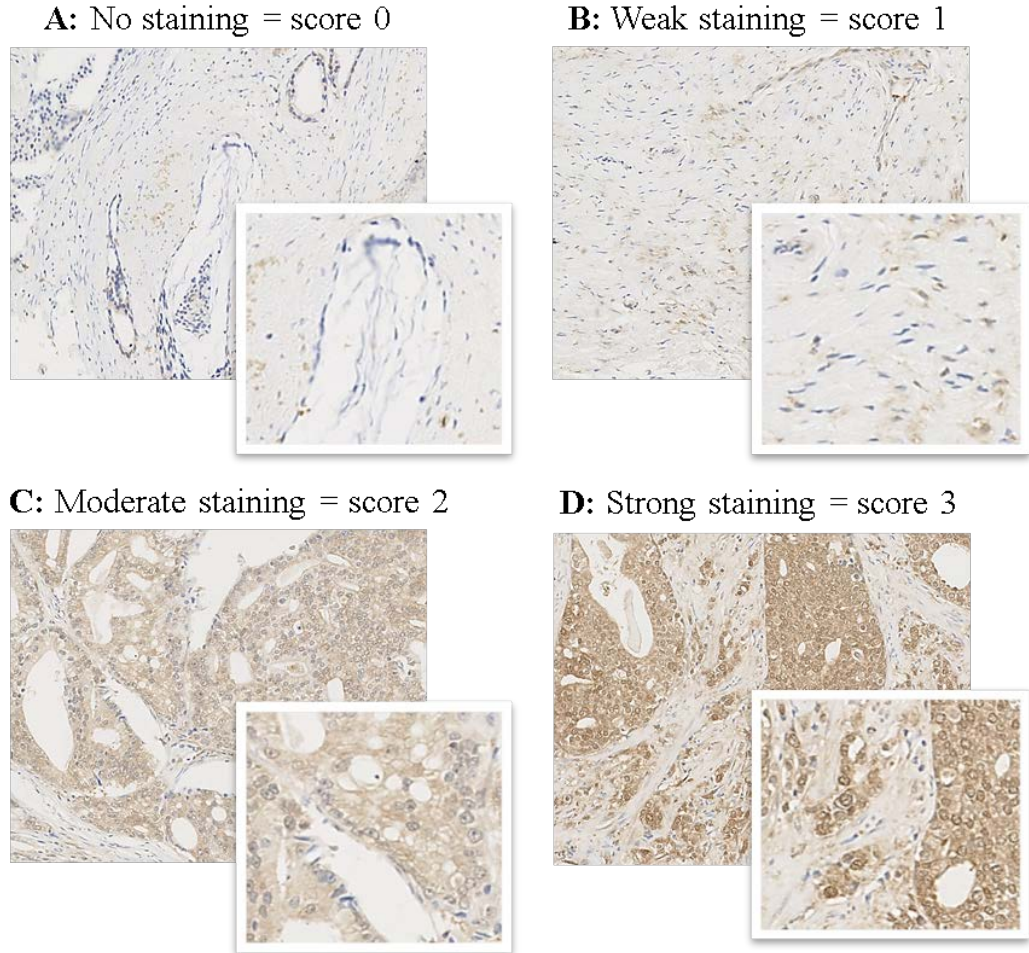 A: No staining = score 0
B: Weak staining = score 1
C: Moderate staining = score 2
D: Strong staining = score 3